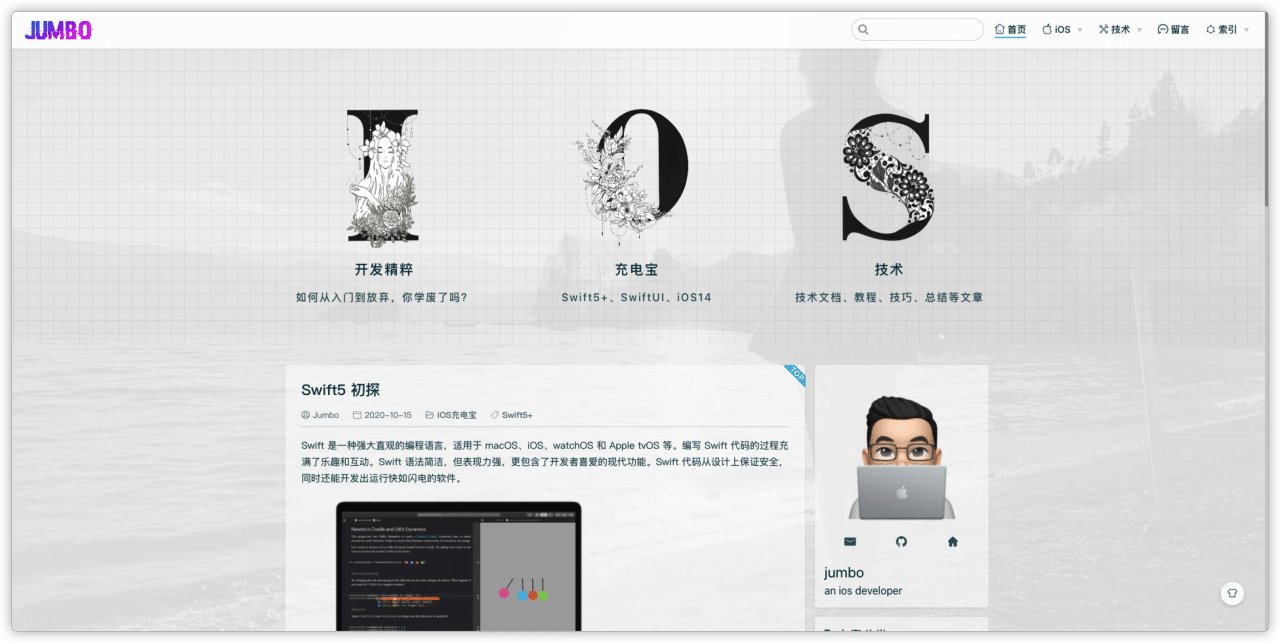 JUMBO
首页
iOS
技术
留言
索引
I
O
S
开发精粹
充电宝
技术
如何从入门到放弃，你学废了吗?
Swift5+、SwiftUI、iOS14
技术文档、教程、技巧、总结等文章
TOP
Swift5 初探
Jumbo
2020-10-15
iOS充电宝
Swift5+
Swift 是一种强大直观的编程语言，适用于 macOS、iOS、watchOS 和 Apple tvOS 等。编写 Swift 代码的过程充
满了乐趣和互动。Swift 语法简洁，但表现力强，更包含了开发者喜爱的现代功能。Swift 代码从设计上保证安全，
同时还能开发出运行快如闪电的软件。
Newton's Cradle and UIKit Dynamics
jumbo
an ios developer